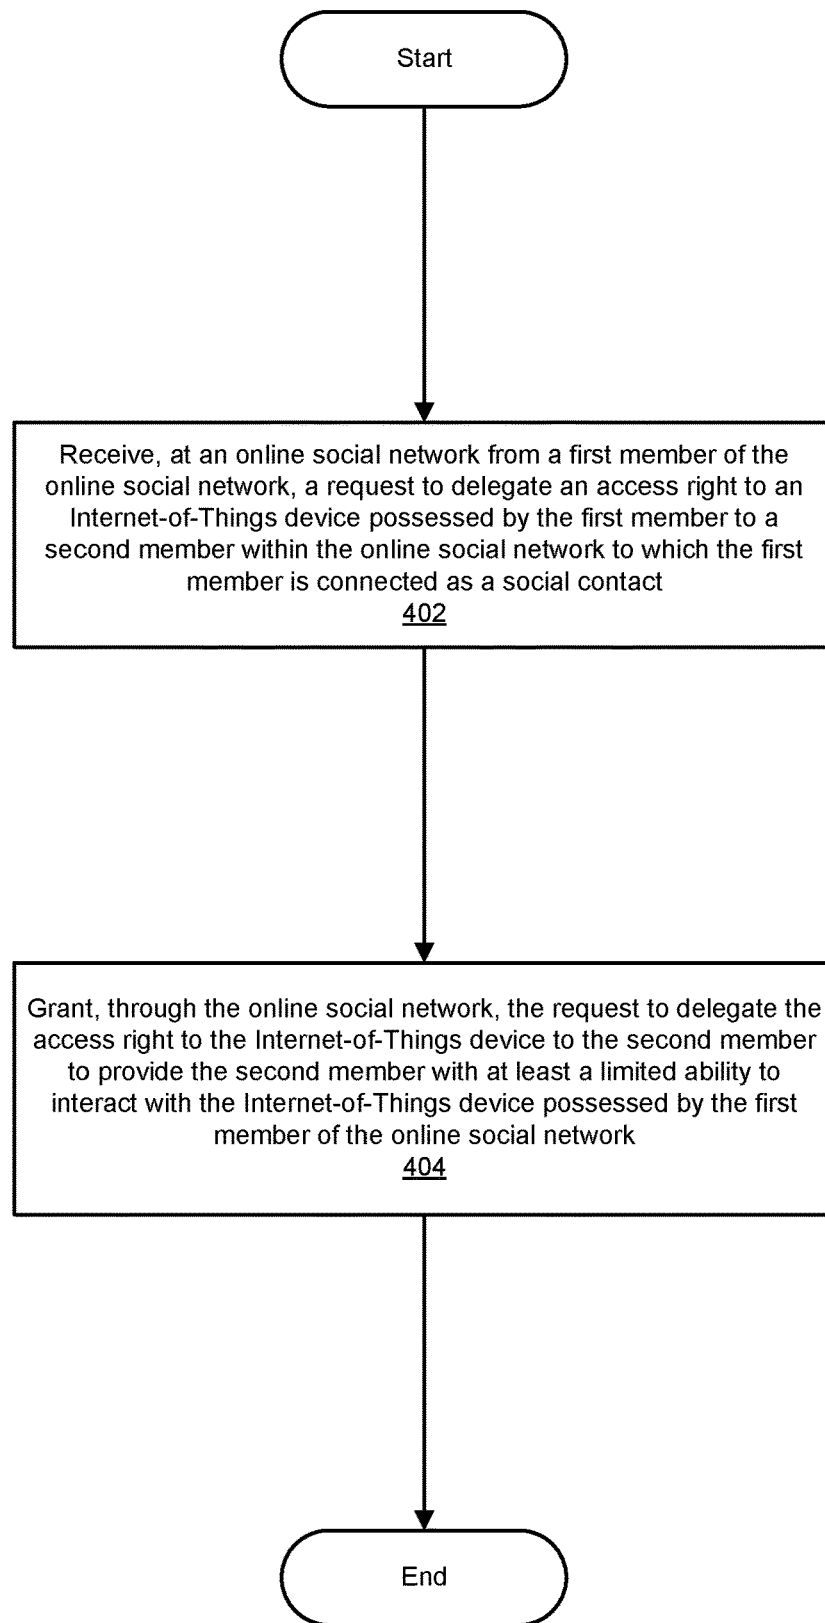 Start
Receive, at an online social network from a first member of the
online social network, a request to delegate an access right to an
Internet-of-Things device possessed by the first member to a
second member within the online social network to which the first
member is connected as a social contact
402
Grant, through the online social network, the request to delegate the
access right to the Internet-of-Things device to the second member
to provide the second member with at least a limited ability to
interact with the Internet-of-Things device possessed by the first
member of the online social network
404
End